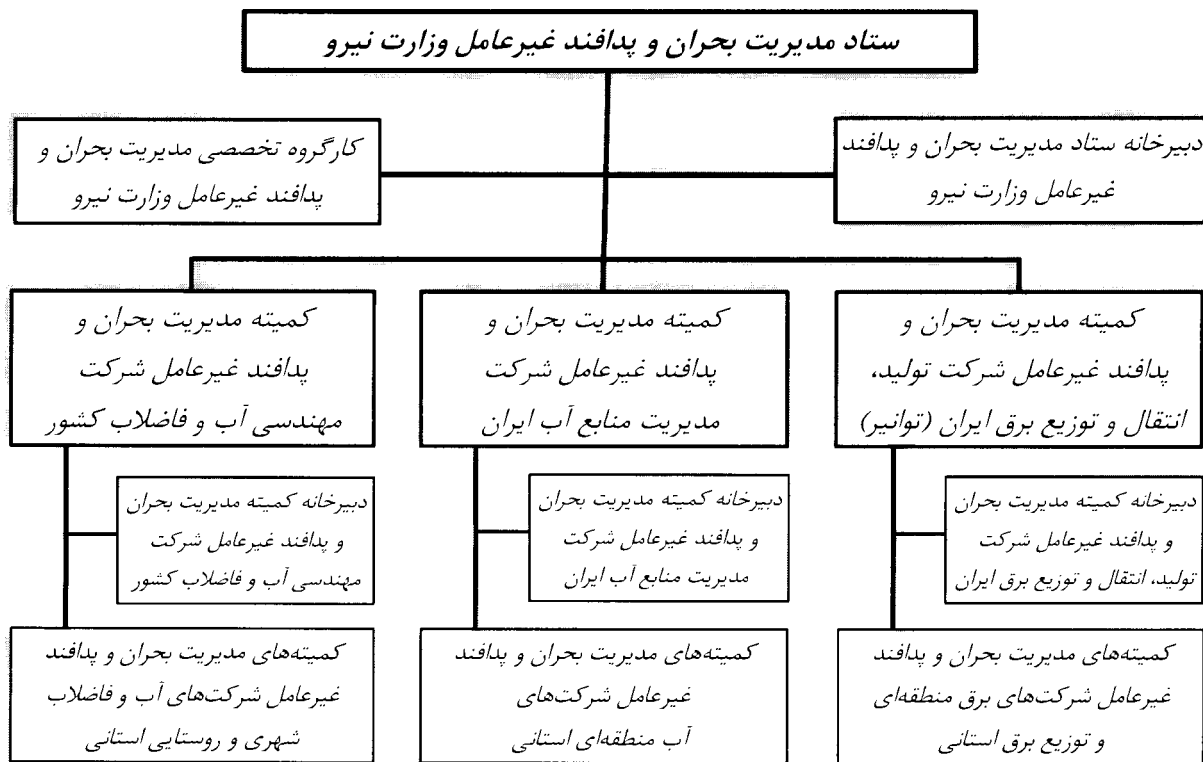 ستاد مدیریت بحران و پدافند غیرعامل وزارت نیرو
دبیرخانه ستاد مدیریت بحران و پدافند
غیرعامل وزارت نیرو
کارگروه تخصصی مدیریت بحران و
پدافند غیرعامل وزارت نیرو
کمیته مدیریت بحران و
پدافند غیرعامل شرکت تولید،
انتقال و توزیع برق ایران (توانیر)
کمیته مدیریت بحران و
پدافند غیرعامل شرکت
مدیریت منابع آب ایران
کمیته مدیریت بحران و
پدافند غیرعامل شرکت
مهندسی آب و فاضلاب کشور
دبیرخانه کمیته مدیریت بحران
و پدافند غیرعامل شرکت
تولید، انتقال و توزیع برق ایران
دبیرخانه کمیته مدیریت بحران
و پدافند غیرعامل شرکت
مدیریت منابع آب ایران
دبیرخانه کمیته مدیریت بحران
و پدافند غیرعامل شرکت
مهندسی آب و فاضلاب کشور
کمیته‌های مدیریت بحران و پدافند
غیرعامل شرکت‌های برق منطقه‌ای
و توزیع برق استانی
کمیته‌های مدیریت بحران و پدافند
غیرعامل شرکت‌های
آب منطقه‌ای استانی
کمیته‌های مدیریت بحران و پدافند
غیرعامل شرکت‌های آب و فاضلاب
شهری و روستایی استانی